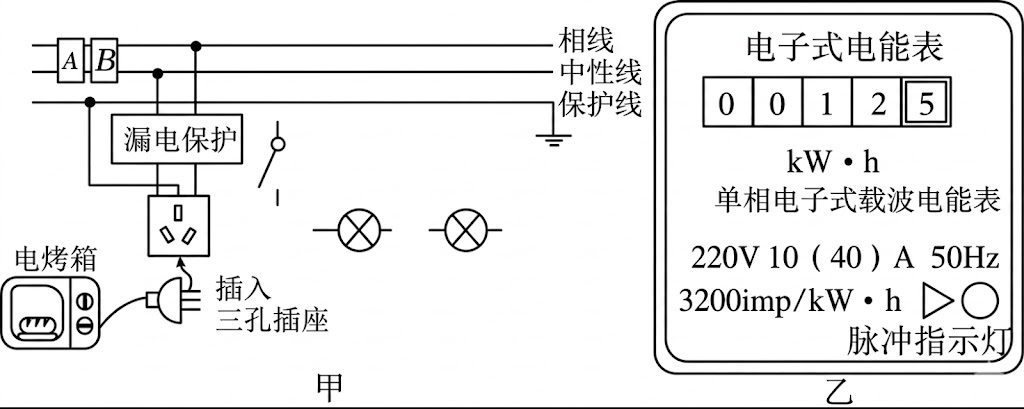 A B
相线
中性线
保护线
漏电保护
电烤箱
插入
三孔插座
甲
电子式电能表
0 0 1 2 5
kW·h
单相电子式载波电能表
220V 10（40）A 50Hz
3200imp/kW·h
脉冲指示灯
乙